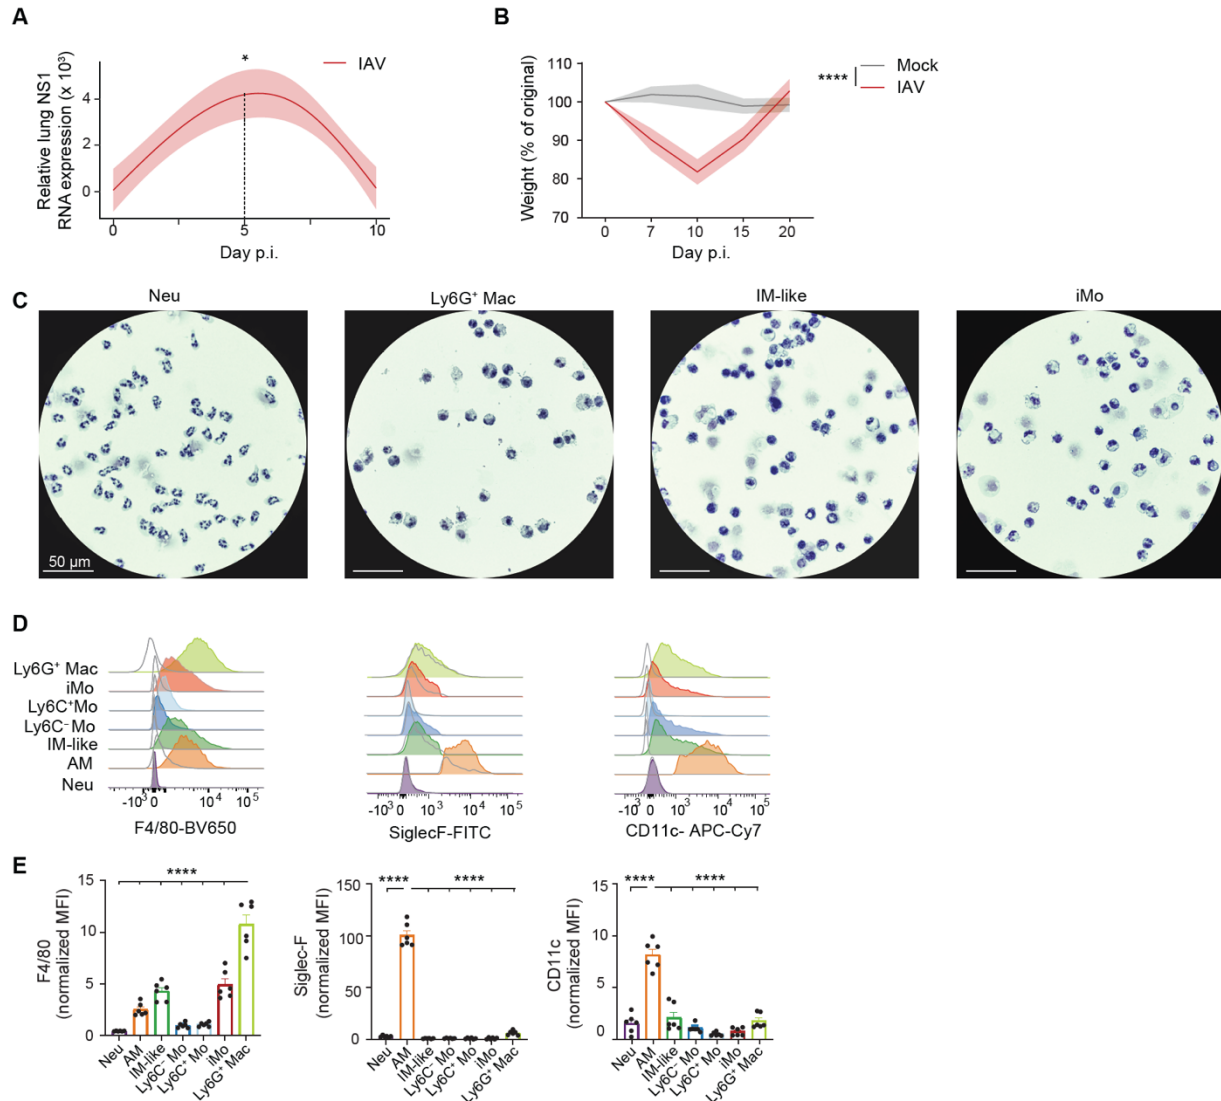 A
Relative lung NS1
RNA expression (x 10³)
4
2
0
*
IAV
0
5
10
Day p.i.
B
Weight (% of original)
110
100
90
80
70
Mock
****
IAV
0
7
10
15
20
Day p.i.
C
Neu
Ly6G⁺ Mac
IM-like
iMo
50 µm
D
Ly6G⁺ Mac
iMo
Ly6C⁺Mo
Ly6C⁻ Mo
IM-like
AM
Neu
-10³ 0 10⁴ 10⁵
F4/80-BV650
-10³ 0 10³ 10⁴ 10⁵
SiglecF-FITC
-10³ 0 10³ 10⁴ 10⁵
CD11c- APC-Cy7
E
F4/80
(normalized MFI)
15
10
5
0
****
Neu
AM
IM-like
Ly6C⁻ Mo
Ly6C⁺ Mo
iMo
Ly6G⁺ Mac
Siglec-F
(normalized MFI)
150
100
50
0
**** ****
Neu
AM
IM-like
Ly6C⁻ Mo
Ly6C⁺ Mo
iMo
Ly6G⁺ Mac
CD11c
(normalized MFI)
15
10
5
0
**** ****
Neu
AM
IM-like
Ly6C⁻ Mo
Ly6C⁺ Mo
iMo
Ly6G⁺ Mac